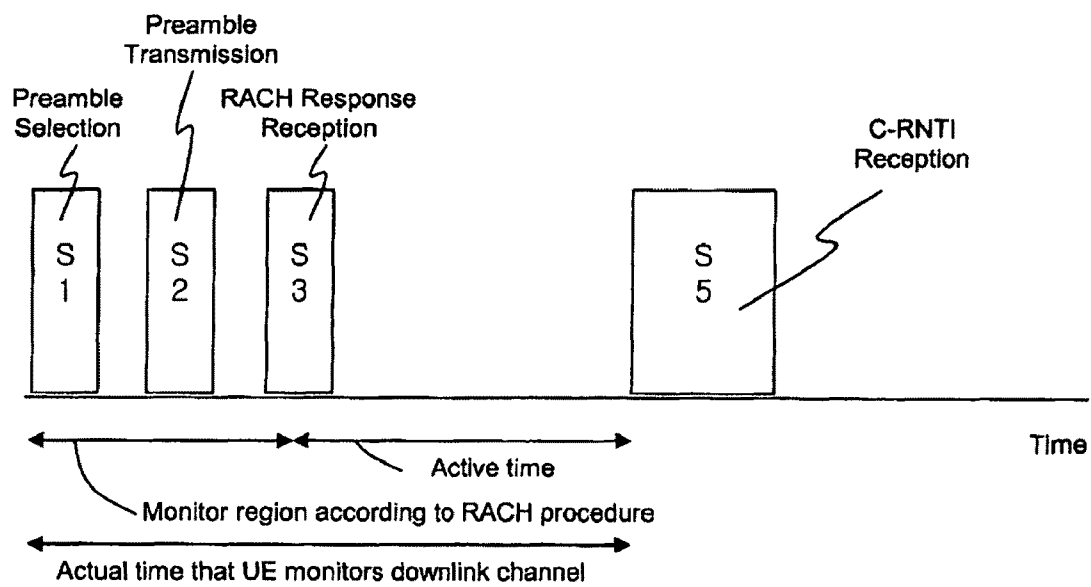 Preamble
Transmission
Preamble
Selection
RACH Response
Reception
C-RNTI
Reception
S
1
S
2
S
3
S
5
Time
Active time
Monitor region according to RACH procedure
Actual time that UE monitors downlink channel